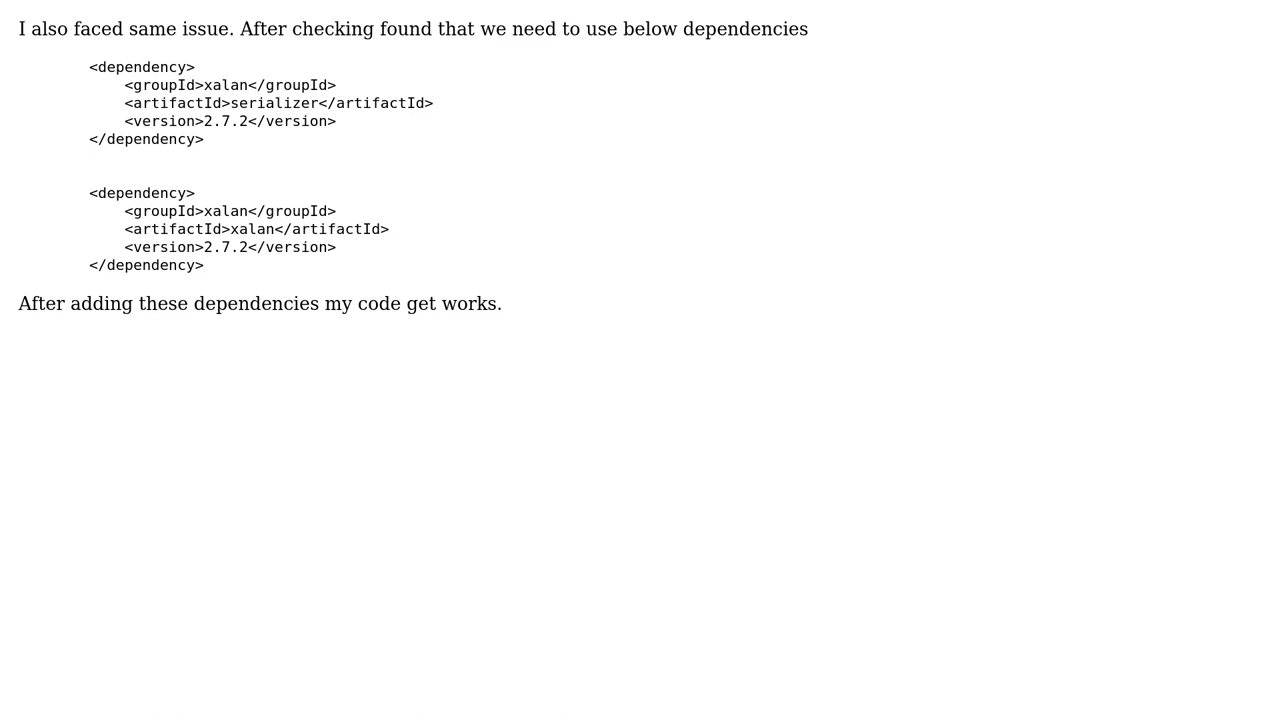 I also faced same issue. After checking found that we need to use below dependencies
<dependency>
<groupId>xalan</groupId>
<artifactId>serializer</artifactId>
<version>2.7.2</version>
</dependency>
<dependency>
<groupId>xalan</groupId>
<artifactId>xalan</artifactId>
<version>2.7.2</version>
</dependency>
After adding these dependencies my code get works.